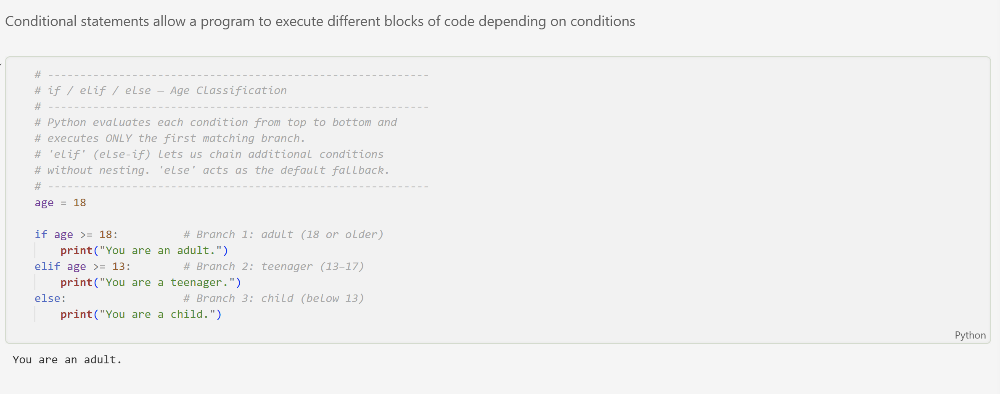 Conditional statements allow a program to execute different blocks of code depending on conditions
# -----------------------------------------------------------
# if / elif / else — Age Classification
# -----------------------------------------------------------
# Python evaluates each condition from top to bottom and
# executes ONLY the first matching branch.
# 'elif' (else-if) lets us chain additional conditions
# without nesting. 'else' acts as the default fallback.
# -----------------------------------------------------------
age = 18
if age >= 18:          # Branch 1: adult (18 or older)
    print("You are an adult.")
elif age >= 13:        # Branch 2: teenager (13–17)
    print("You are a teenager.")
else:                  # Branch 3: child (below 13)
    print("You are a child.")
Python
You are an adult.